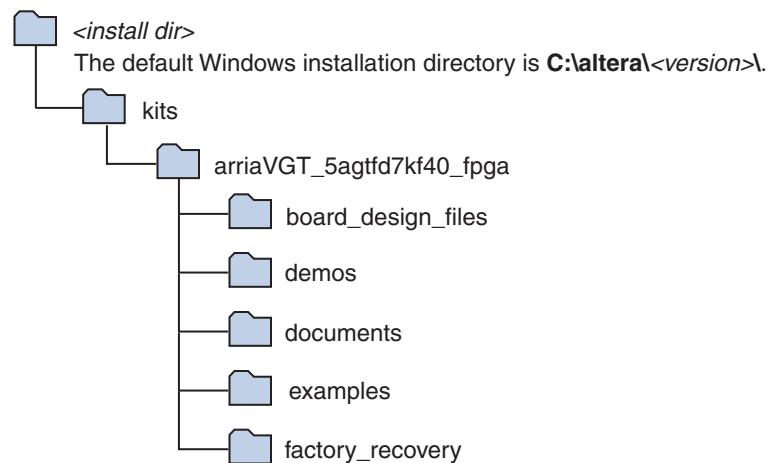 <install dir>
The default Windows installation directory is C:\altera\<version>\.
kits
arriaVGT_5agtfd7kf40_fpga
board_design_files
demos
documents
examples
factory_recovery